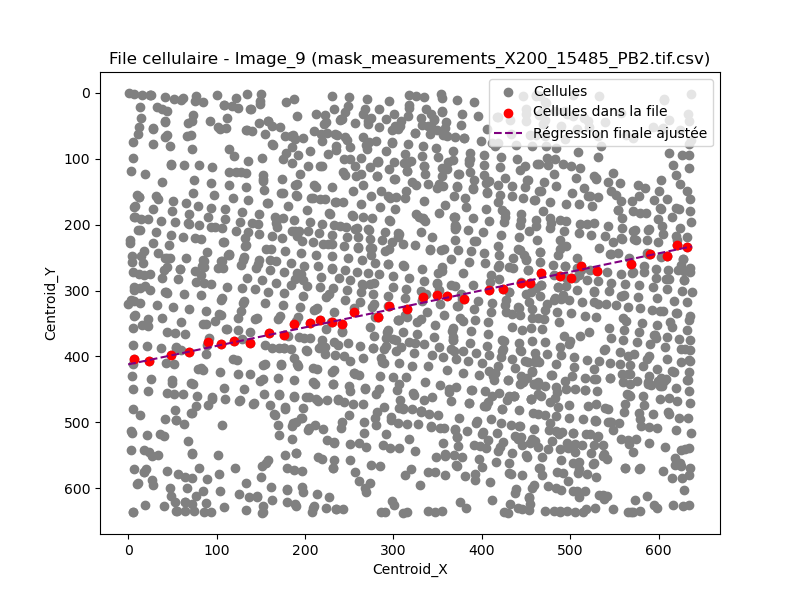 File cellulaire - Image_9 (mask_measurements_X200_15485_PB2.tif.csv)
Cellules
Cellules dans la file
Régression finale ajustée
0
100
200
300
400
500
600
Centroid_Y
0 100 200 300 400 500 600
Centroid_X